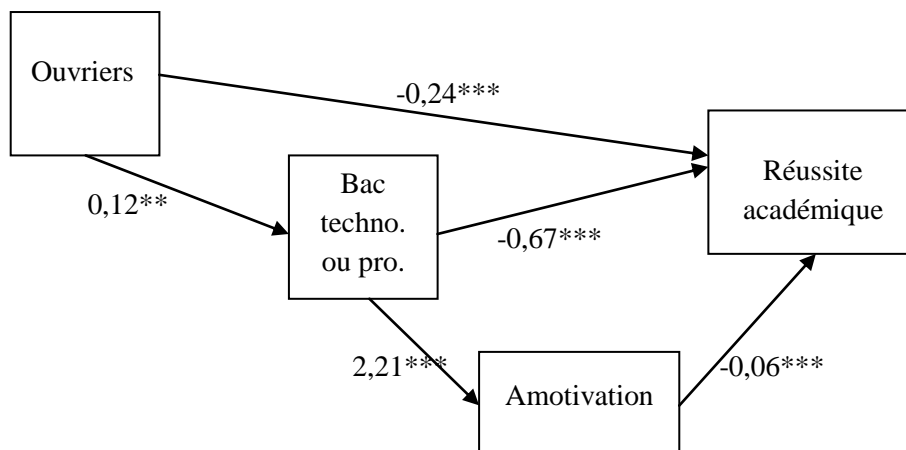 Ouvriers
-0,24***
0,12**
Bac
techno.
ou pro.
Réussite
académique
-0,67***
2,21***
Amotivation
-0,06***